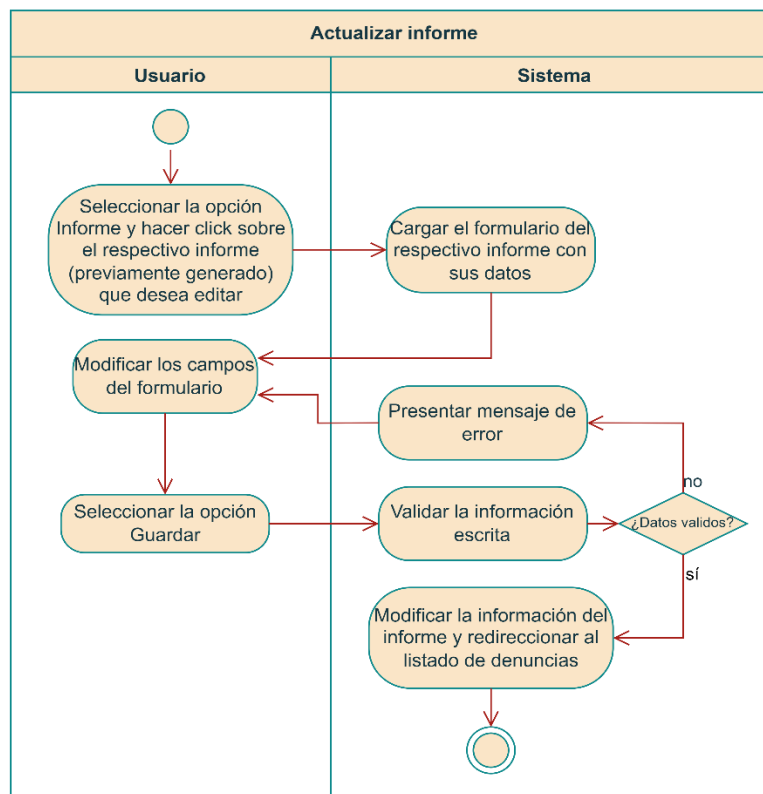 Actualizar informe
Usuario
Sistema
Seleccionar la opción
Informe y hacer click sobre
el respectivo informe
(previamente generado)
que desea editar
Cargar el formulario del
respectivo informe con
sus datos
Modificar los campos
del formulario
Presentar mensaje de
error
no
Seleccionar la opción
Guardar
Validar la información
escrita
¿Datos validos?
sí
Modificar la información del
informe y redireccionar al
listado de denuncias